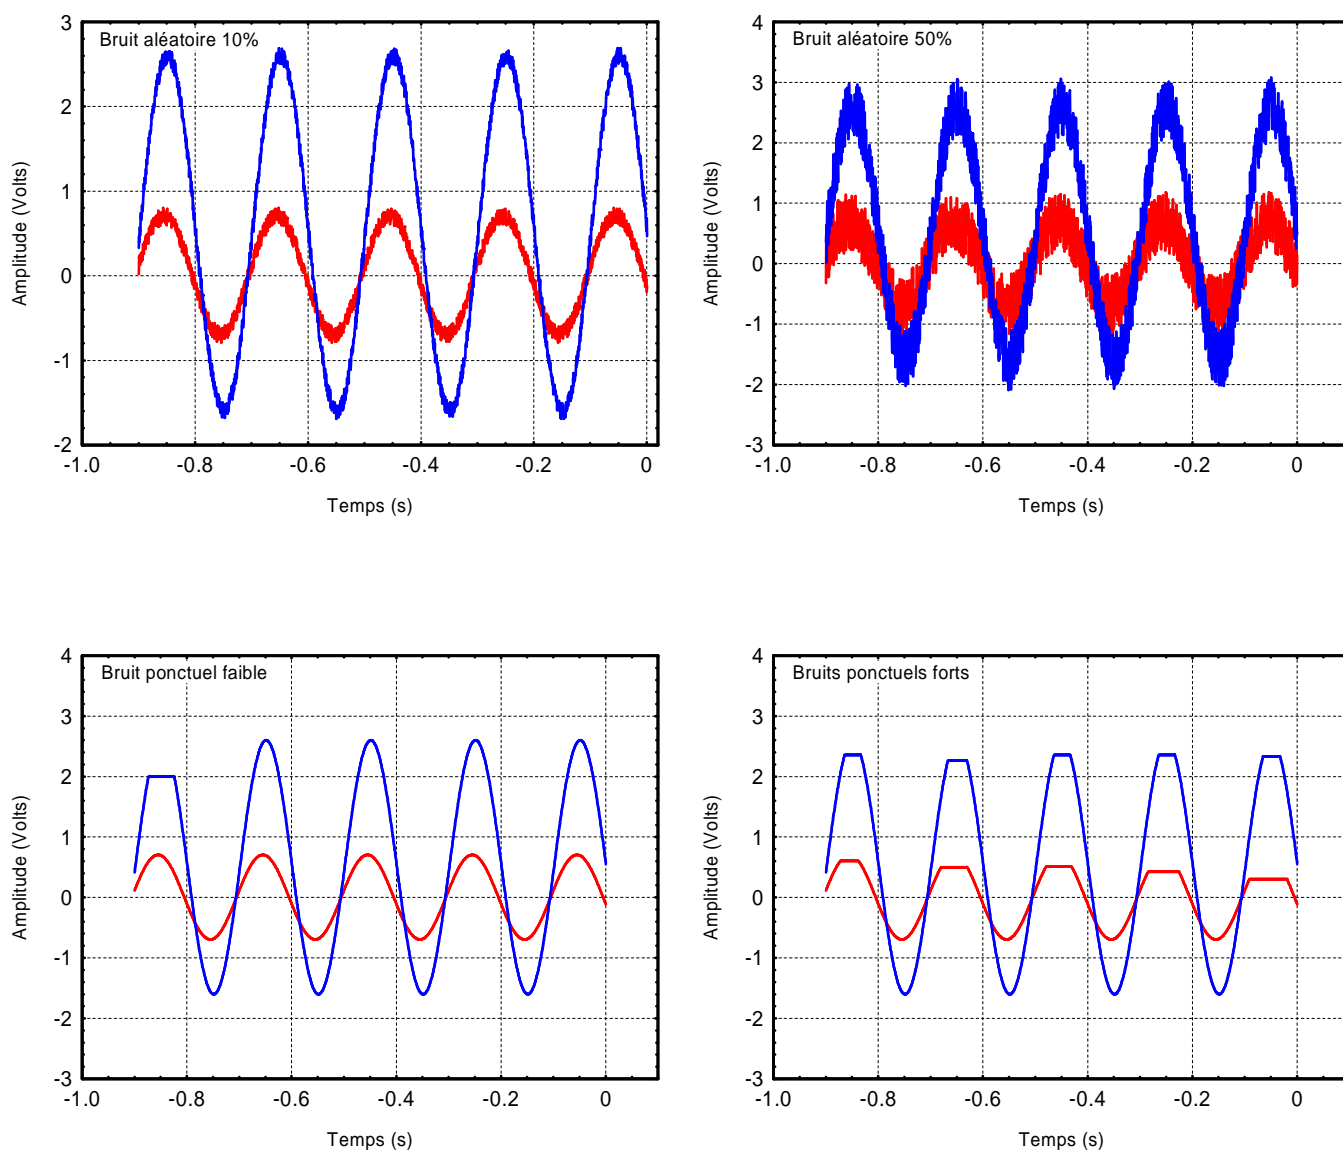 Bruit aléatoire 10%
Amplitude (Volts)
3
2
1
0
-1
-2
-1.0 -0.8 -0.6 -0.4 -0.2 0
Temps (s)
Bruit aléatoire 50%
Amplitude (Volts)
4
3
2
1
0
-1
-2
-3
-1.0 -0.8 -0.6 -0.4 -0.2 0
Temps (s)
Bruit ponctuel faible
Amplitude (Volts)
4
3
2
1
0
-1
-2
-3
-1.0 -0.8 -0.6 -0.4 -0.2 0
Temps (s)
Bruits ponctuels forts
Amplitude (Volts)
4
3
2
1
0
-1
-2
-3
-1.0 -0.8 -0.6 -0.4 -0.2 0
Temps (s)